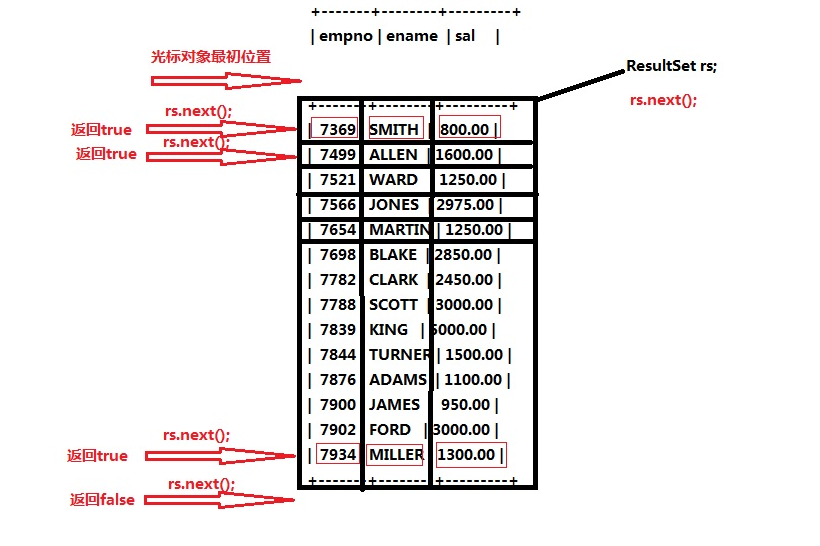 +-------+--------+---------+
| empno | ename | sal |
光标对象最初位置
ResultSet rs;
rs.next();
+-------+--------+---------+
rs.next();
返回true | 7369 | SMITH | 800.00 |
rs.next();
返回true | 7499 | ALLEN | 1600.00 |
| 7521 | WARD | 1250.00 |
| 7566 | JONES | 2975.00 |
| 7654 | MARTIN | 1250.00 |
| 7698 | BLAKE | 2850.00 |
| 7782 | CLARK | 2450.00 |
| 7788 | SCOTT | 3000.00 |
| 7839 | KING | 5000.00 |
| 7844 | TURNER | 1500.00 |
| 7876 | ADAMS | 1100.00 |
| 7900 | JAMES 950.00 |
| 7902 | FORD | 3000.00 |
rs.next();
返回true | 7934 | MILLER 1300.00 |
+-------+--------+---------+
rs.next();
返回false